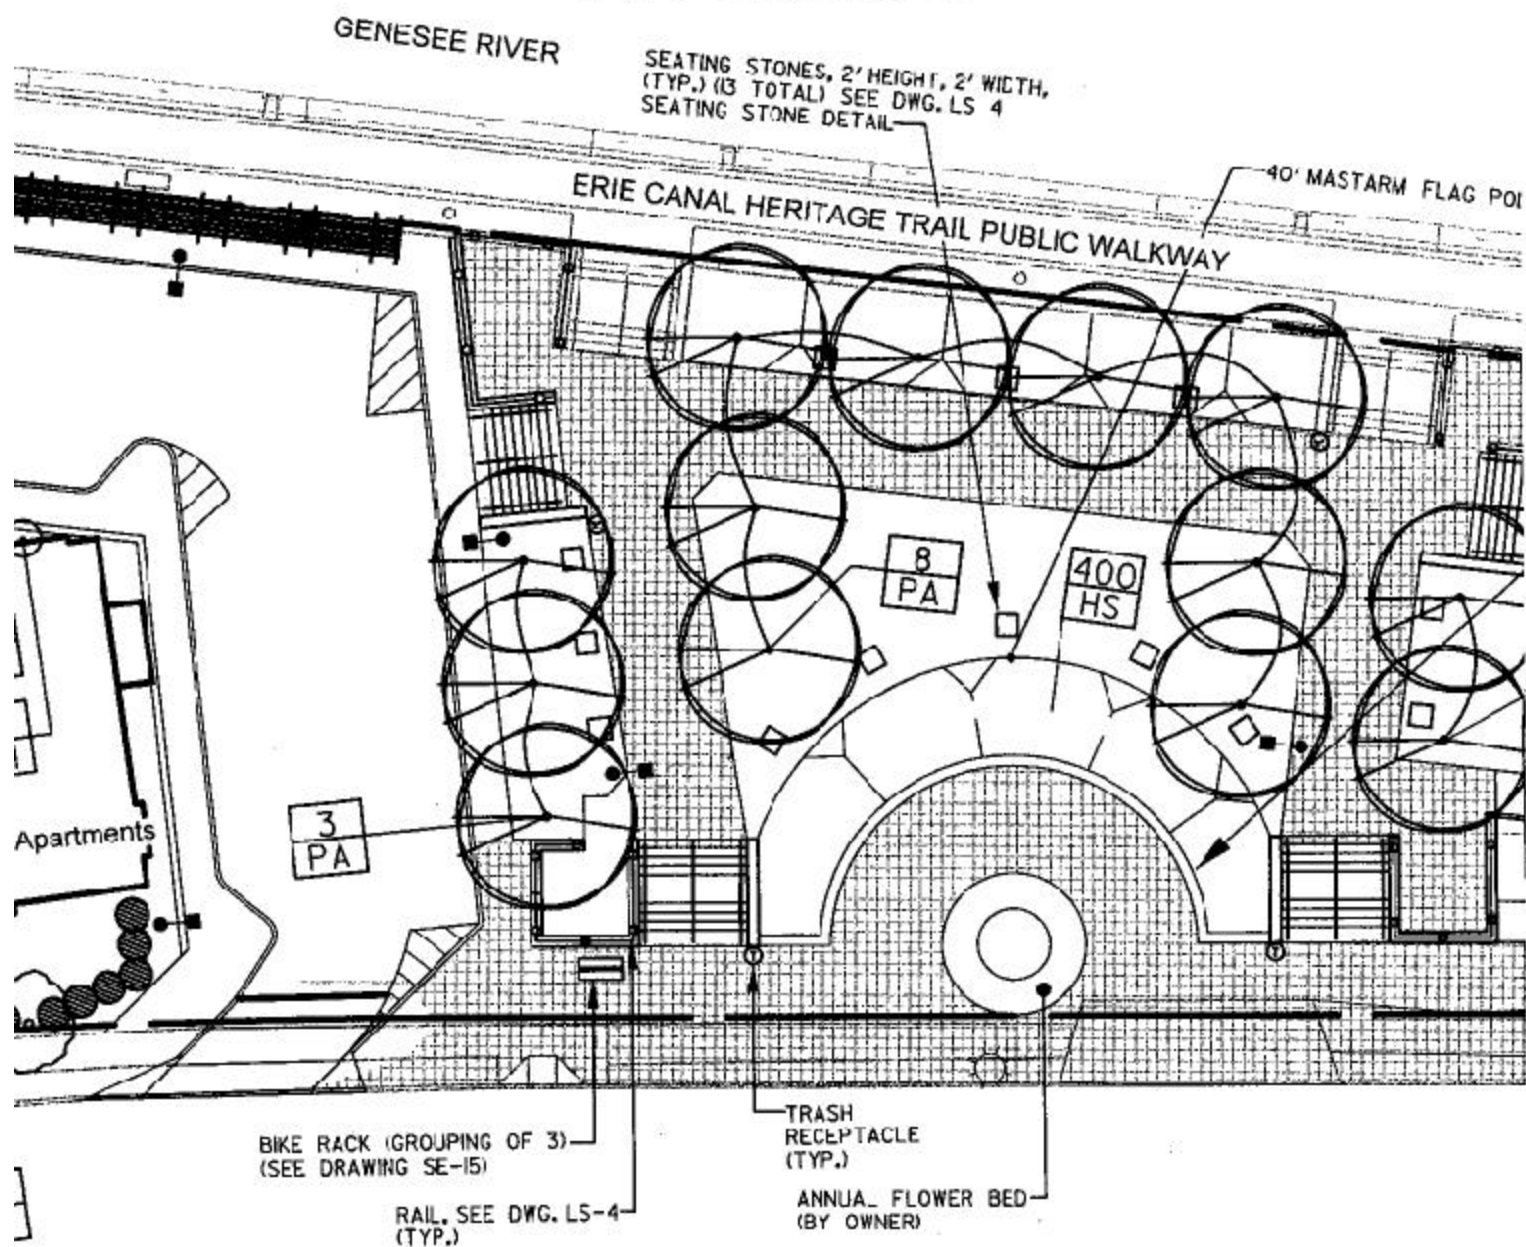 GENESEE RIVER
SEATING STONES, 2' HEIGHT, 2' WIDTH,
(TYP.) (13 TOTAL) SEE DWG. LS 4
SEATING STONE DETAIL
40' MASTARM FLAG POL
ERIE CANAL HERITAGE TRAIL PUBLIC WALKWAY
8
PA
400
HS
3
PA
Apartments
BIKE RACK (GROUPING OF 3)
(SEE DRAWING SE-15)
RAIL. SEE DWG. LS-4
(TYP.)
TRASH
RECEPTACLE
(TYP.)
ANNUAL FLOWER BED
(BY OWNER)